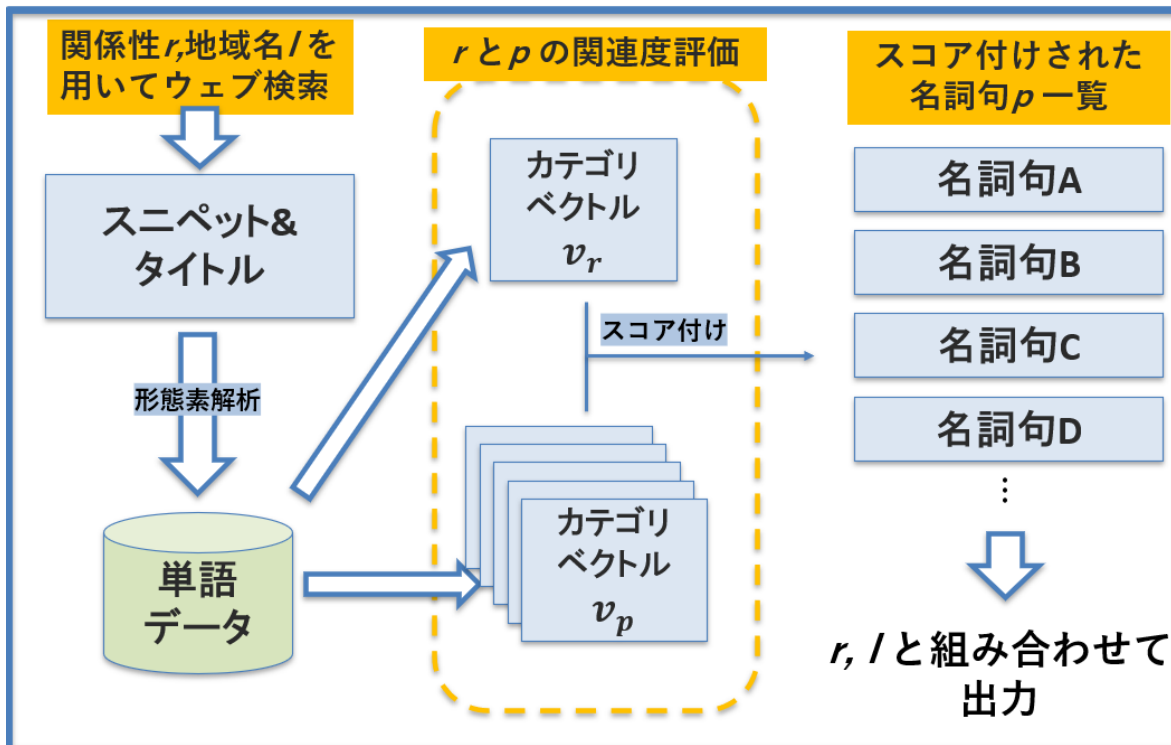 関係性r,地域名lを
用いてウェブ検索
スニペット&
タイトル
形態素解析
単語
データ
rとpの関連度評価
カテゴリ
ベクトル
v_r
スコア付け
カテゴリ
ベクトル
v_p
スコア付けされた
名詞句p一覧
名詞句A
名詞句B
名詞句C
名詞句D
⋮
r, lと組み合わせて
出力